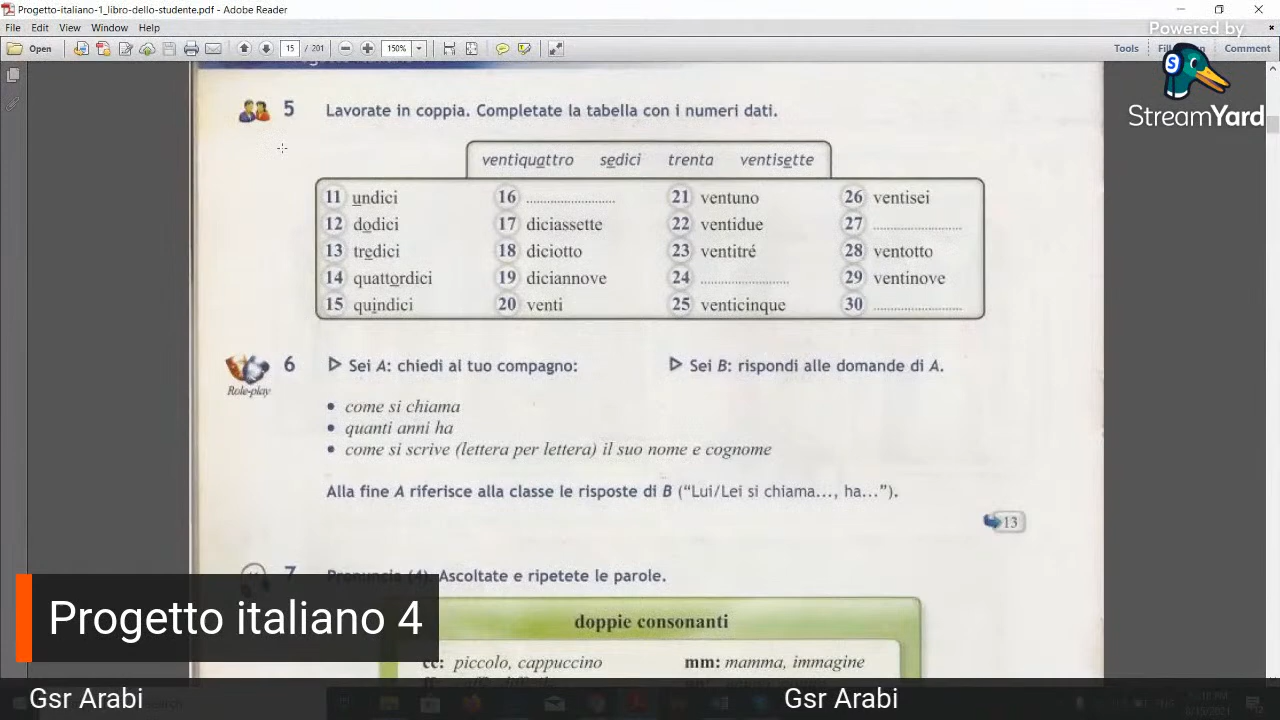 Progetto-italiano-1_libro-dello-studente.pdf - Adobe Reader
File Edit View Window Help
Powered by
Open 15 / 201 150% Tools Comment
StreamYard
5 Lavorate in coppia. Completate la tabella con i numeri dati.
ventiquattro sedici trenta ventisette
11 undici 16 ........................ 21 ventuno 26 ventisei
12 dodici 17 diciassette 22 ventidue 27 ........................
13 tredici 18 diciotto 23 ventitré 28 ventotto
14 quattordici 19 diciannove 24 ........................ 29 ventinove
15 quindici 20 venti 25 venticinque 30 ........................
6 Sei A: chiedi al tuo compagno: Sei B: rispondi alle domande di A.
Role-play
• come si chiama
• quanti anni ha
• come si scrive (lettera per lettera) il suo nome e cognome
Alla fine A riferisce alla classe le risposte di B (“Lui/Lei si chiama..., ha...”).
13
7 Pronuncia (4). Ascoltate e ripetete le parole.
Progetto italiano 4
doppie consonanti
cc: piccolo, cappuccino mm: mamma, immagine
Gsr Arabi Gsr Arabi